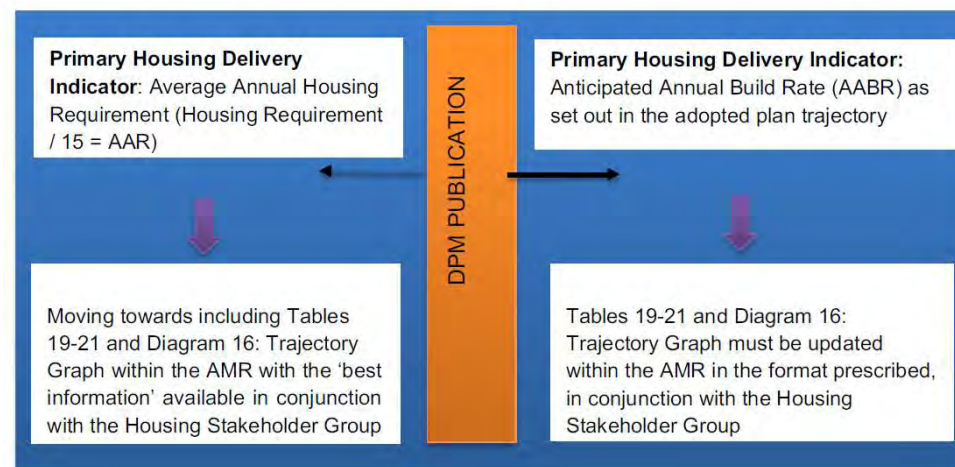 Primary Housing Delivery
Indicator: Average Annual Housing
Requirement (Housing Requirement
/ 15 = AAR)
Moving towards including Tables
19-21 and Diagram 16: Trajectory
Graph within the AMR with the ‘best
information’ available in conjunction
with the Housing Stakeholder Group
DPM PUBLICATION
Primary Housing Delivery Indicator:
Anticipated Annual Build Rate (AABR) as
set out in the adopted plan trajectory
Tables 19-21 and Diagram 16:
Trajectory Graph must be updated
within the AMR in the format prescribed,
in conjunction with the Housing
Stakeholder Group